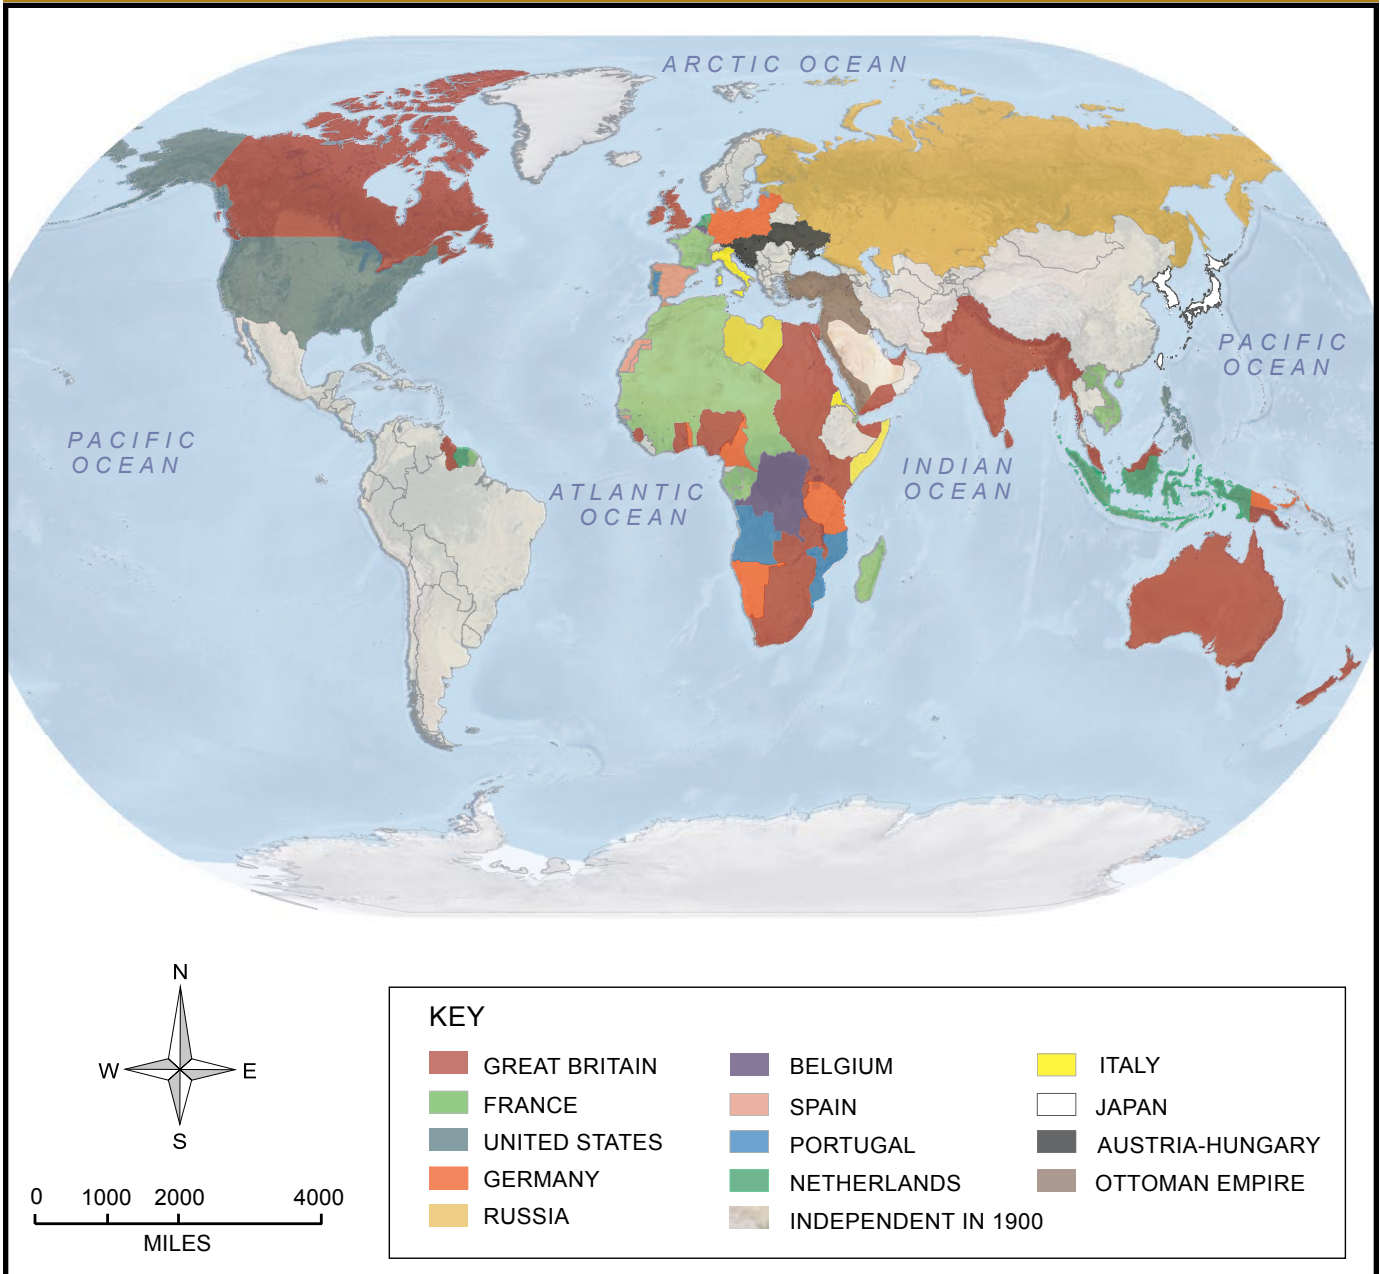 ARCTIC OCEAN
PACIFIC
OCEAN
PACIFIC
OCEAN
ATLANTIC
OCEAN
INDIAN
OCEAN
N
W
E
S
0 1000 2000 4000
MILES
KEY
GREAT BRITAIN
FRANCE
UNITED STATES
GERMANY
RUSSIA
BELGIUM
SPAIN
PORTUGAL
NETHERLANDS
INDEPENDENT IN 1900
ITALY
JAPAN
AUSTRIA-HUNGARY
OTTOMAN EMPIRE